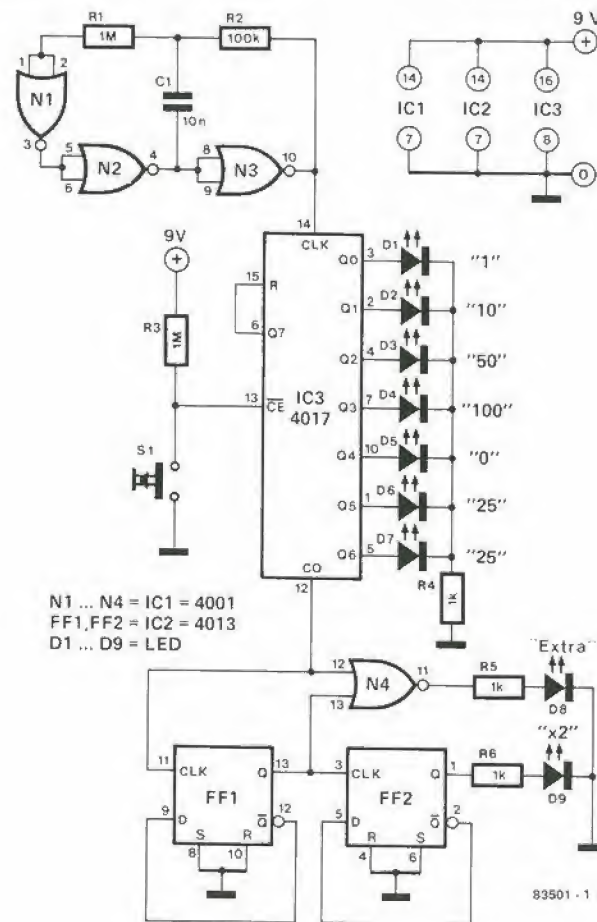 R1
1M
R2
100k
9 V
+
1
2
N1
C1
10n
14
14
16
IC1
IC2
IC3
3
5
6
N2
4
8
9
N3
10
7
7
8
0
14
CLK
9V
+
15
R
6
Q7
R3
1M
13
CE
IC3
4017
S1
Q0
3
D1
"1"
Q1
2
D2
"10"
Q2
4
D3
"50"
Q3
7
D4
"100"
Q4
10
D5
"0"
Q5
1
D6
"25"
Q6
5
D7
"25"
R4
1k
CO
12
N1 ... N4 = IC1 = 4001
FF1,FF2 = IC2 = 4013
D1 ... D9 = LED
12
13
N4
11
R5
1k
"Extra"
D8
11
CLK
Q
13
9
D
Q
12
FF1
S
R
8
10
3
CLK
Q
1
5
D
Q
2
FF2
R
S
4
6
R6
1k
"x2"
D9
83501 - 1